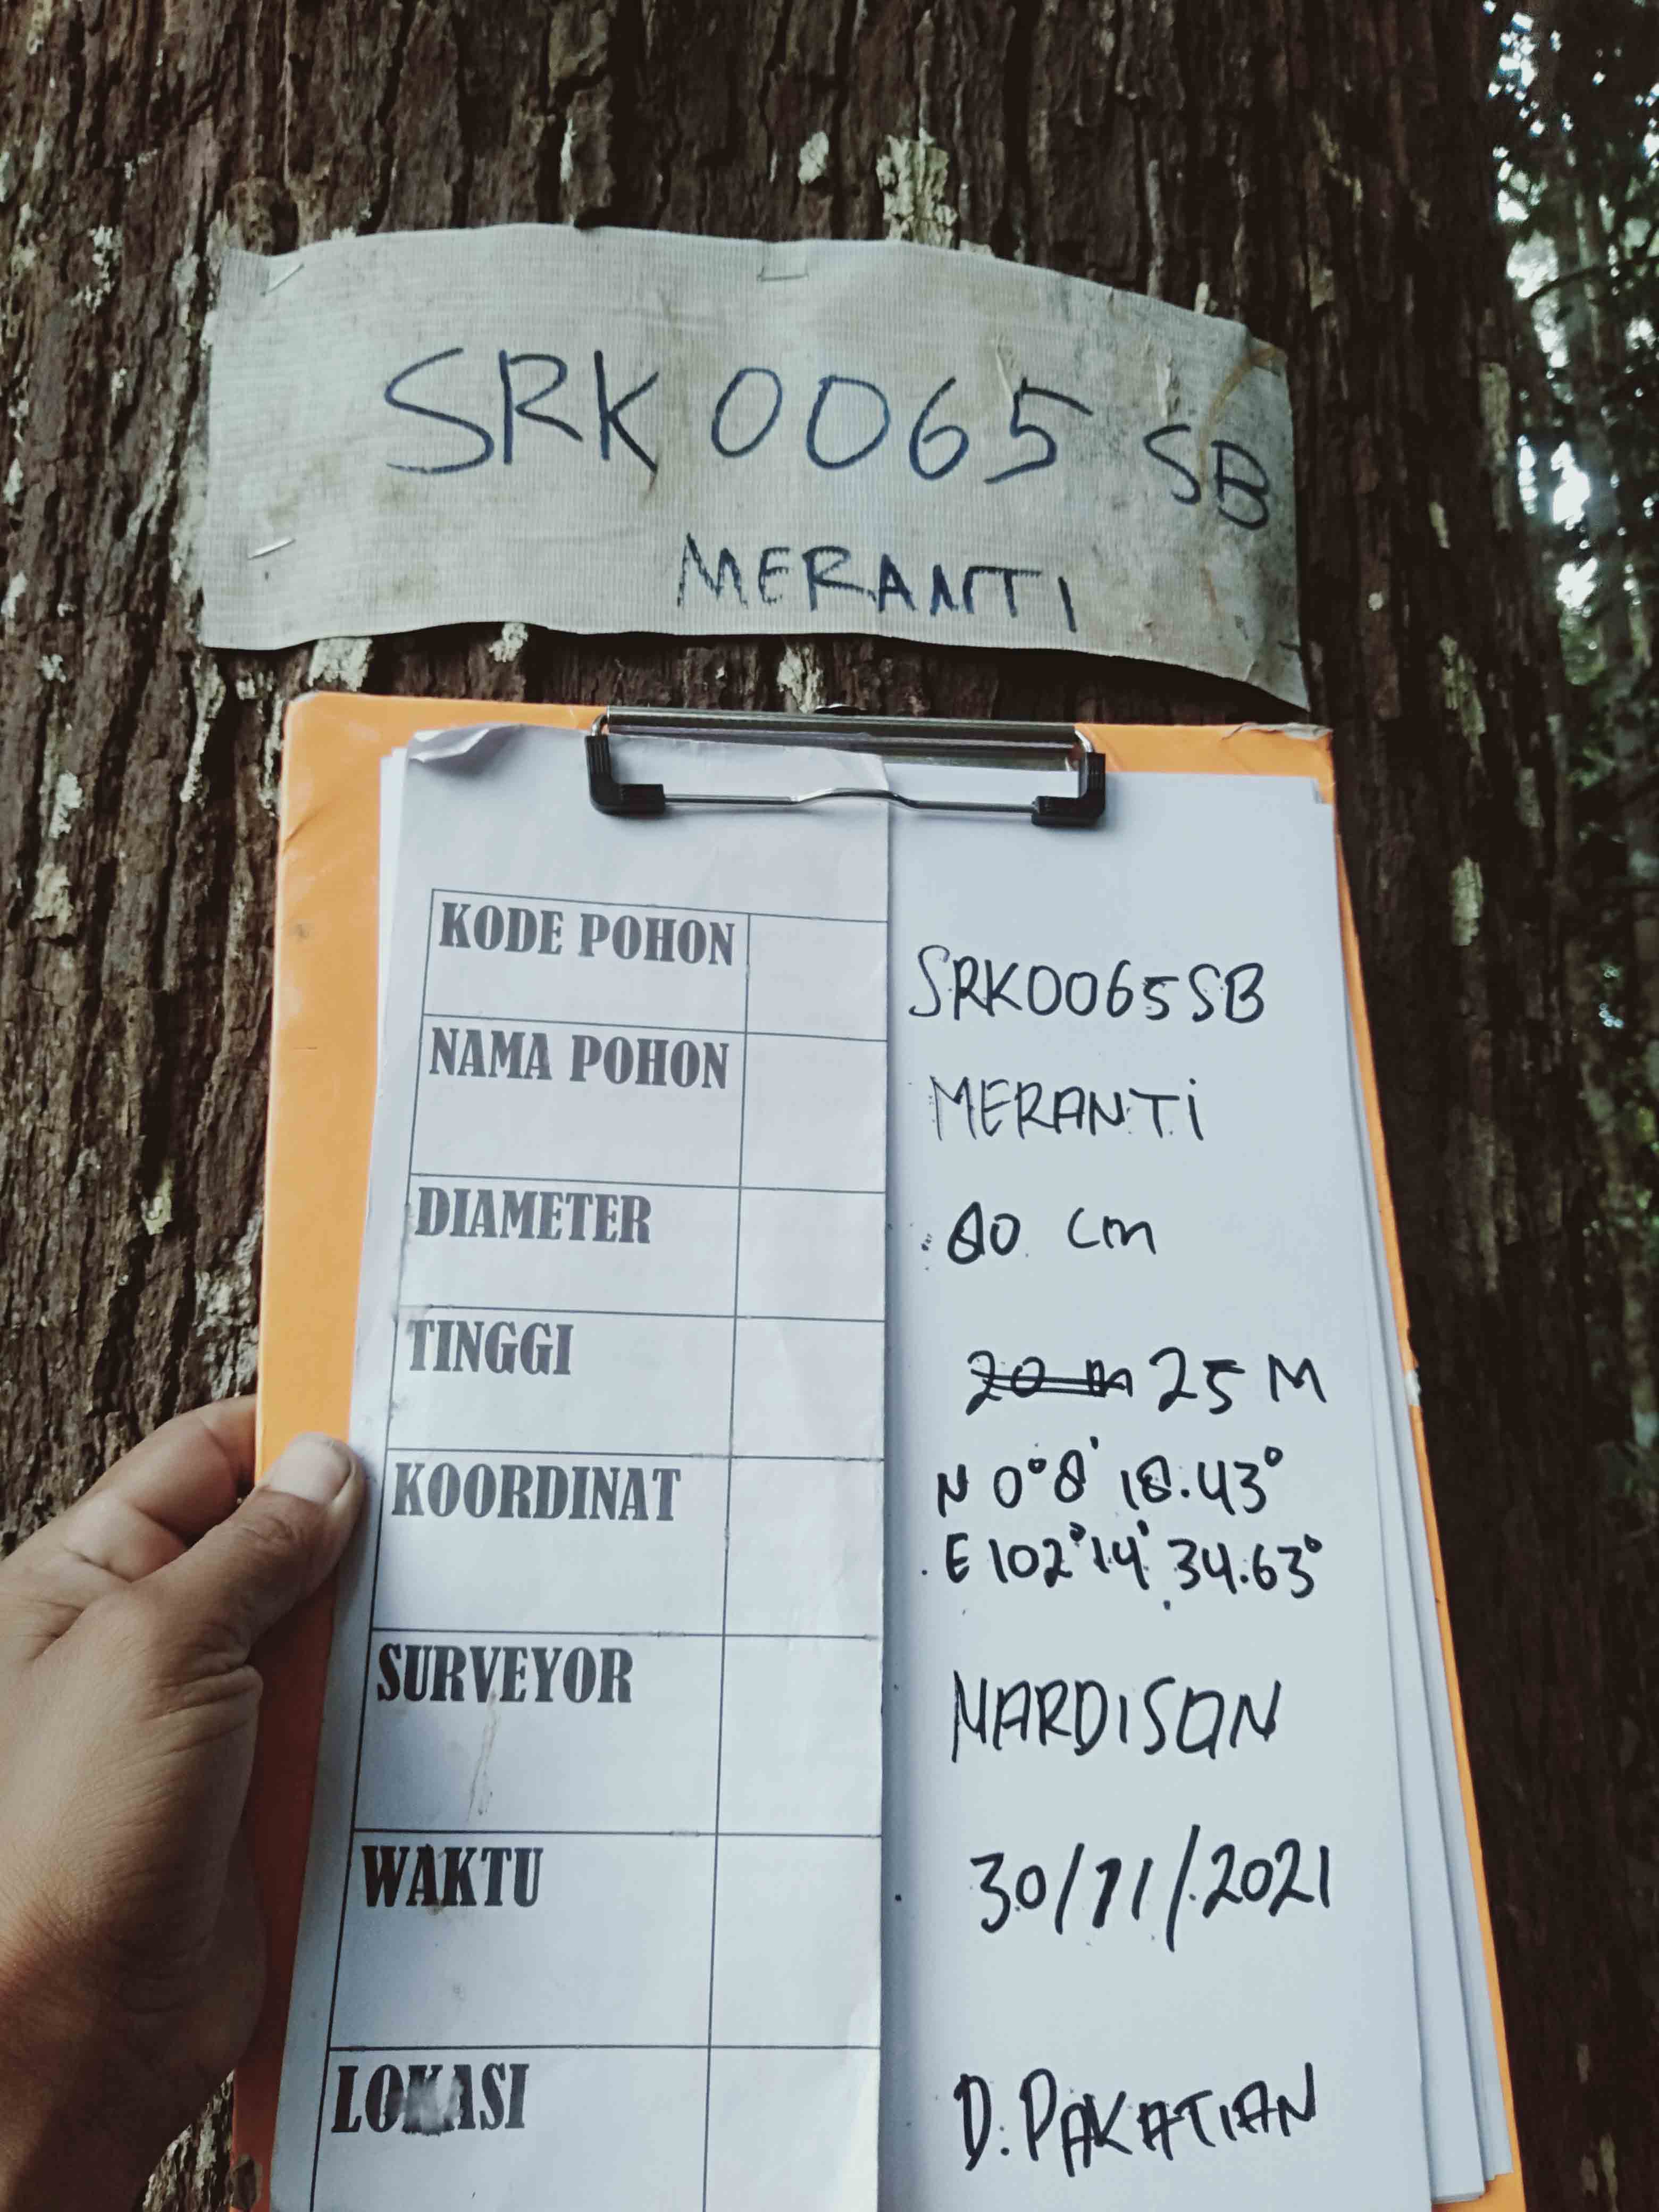 SRK 0065 SB
MERANTI
KODE POHON SRK0065SB
NAMA POHON MERANTi
DIAMETER 80 cm
TINGGI 20 m 25 M
KOORDINAT N 0°8' 18.43°
E 102°14' 34.63°
SURVEYOR
WAKTU 30/11/2021
LOKASI D. PAKATIAN